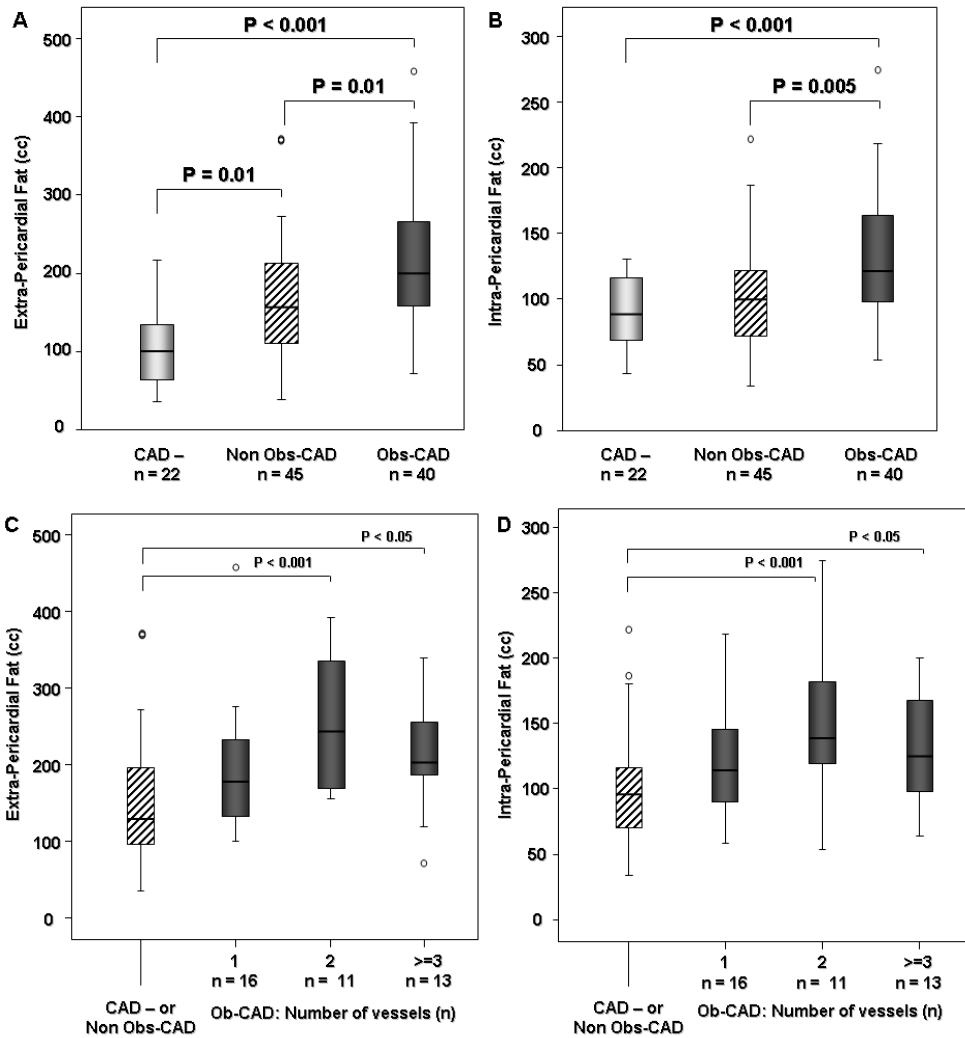 A
P < 0.001
P = 0.01
P = 0.01
Extra-Pericardial Fat (cc)
500
400
300
200
100
0
CAD – Non Obs-CAD Obs-CAD
n = 22 n = 45 n = 40
B
P < 0.001
P = 0.005
Intra-Pericardial Fat (cc)
300
250
200
150
100
50
0
CAD – Non Obs-CAD Obs-CAD
n = 22 n = 45 n = 40
C
P < 0.05
P < 0.001
Extra-Pericardial Fat (cc)
500
400
300
200
100
0
1 2 >=3
n = 16 n = 11 n = 13
CAD – or
Non Obs-CAD
Ob-CAD: Number of vessels (n)
D
P < 0.05
P < 0.001
Intra-Pericardial Fat (cc)
300
250
200
150
100
50
0
1 2 >=3
n = 16 n = 11 n = 13
CAD – or
Non Obs-CAD
Ob-CAD: Number of vessels (n)